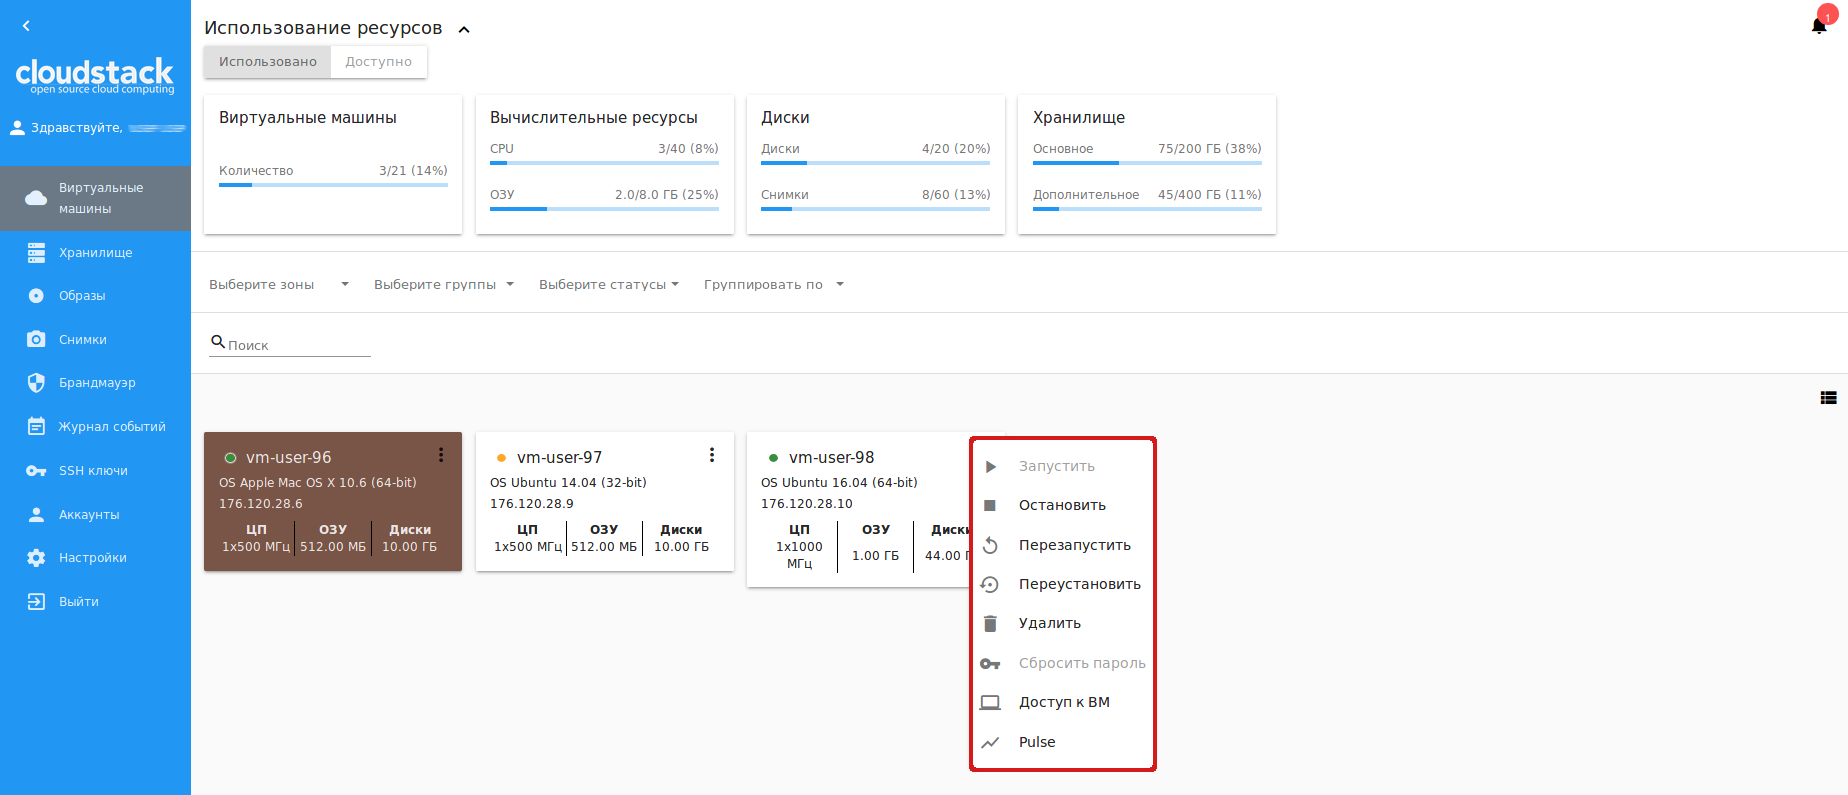 cloudstack
open source cloud computing
Здравствуйте,
Виртуальные
машины
Хранилище
Образы
Снимки
Брандмауэр
Журнал событий
SSH ключи
Аккаунты
Настройки
Выйти
Использование ресурсов
1
Использовано Доступно
Виртуальные машины
Количество 3/21 (14%)
Вычислительные ресурсы
CPU 3/40 (8%)
ОЗУ 2.0/8.0 ГБ (25%)
Диски
Диски 4/20 (20%)
Снимки 8/60 (13%)
Хранилище
Основное 75/200 ГБ (38%)
Дополнительное 45/400 ГБ (11%)
Выберите зоны Выберите группы Выберите статусы Группировать по
Поиск
vm-user-96
OS Apple Mac OS X 10.6 (64-bit)
176.120.28.6
ЦП ОЗУ Диски
1x500 МГц 512.00 МБ 10.00 ГБ
vm-user-97
OS Ubuntu 14.04 (32-bit)
176.120.28.9
ЦП ОЗУ Диски
1x500 МГц 512.00 МБ 10.00 ГБ
vm-user-98
OS Ubuntu 16.04 (64-bit)
176.120.28.10
ЦП ОЗУ Диски
1x1000
МГц 1.00 ГБ 44.00
Запустить
Остановить
Перезапустить
Переустановить
Удалить
Сбросить пароль
Доступ к ВМ
Pulse